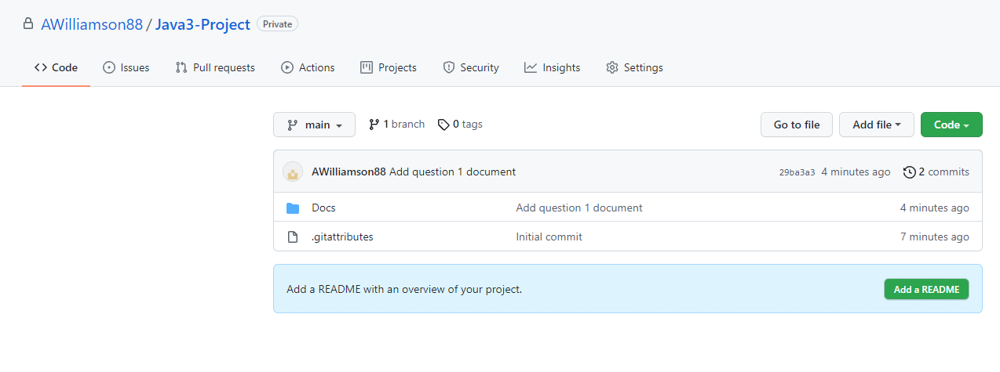 AWilliamson88 / Java3-Project Private
Code Issues Pull requests Actions Projects Security Insights Settings
main 1 branch 0 tags Go to file Add file Code
AWilliamson88 Add question 1 document 29ba3a3 4 minutes ago 2 commits
Docs Add question 1 document 4 minutes ago
.gitattributes Initial commit 7 minutes ago
Add a README with an overview of your project. Add a README